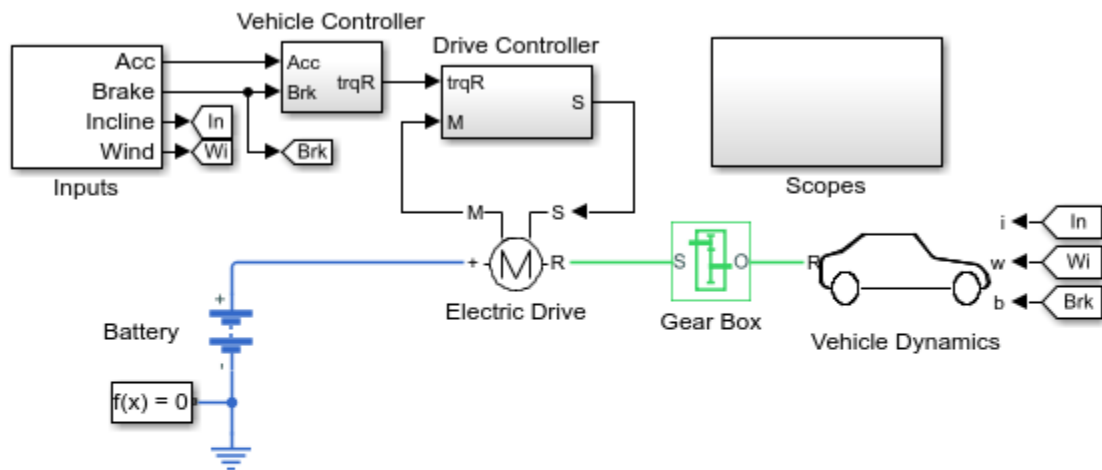 Vehicle Controller
Drive Controller
Acc
Brake
Incline
Wind
Inputs
In
Wi
Brk
Acc
Brk
trqR
trqR
M
S
Scopes
M
S
+
M
R
Electric Drive
S
O
Gear Box
R
i
w
b
In
Wi
Brk
Vehicle Dynamics
+
Battery
-
f(x) = 0